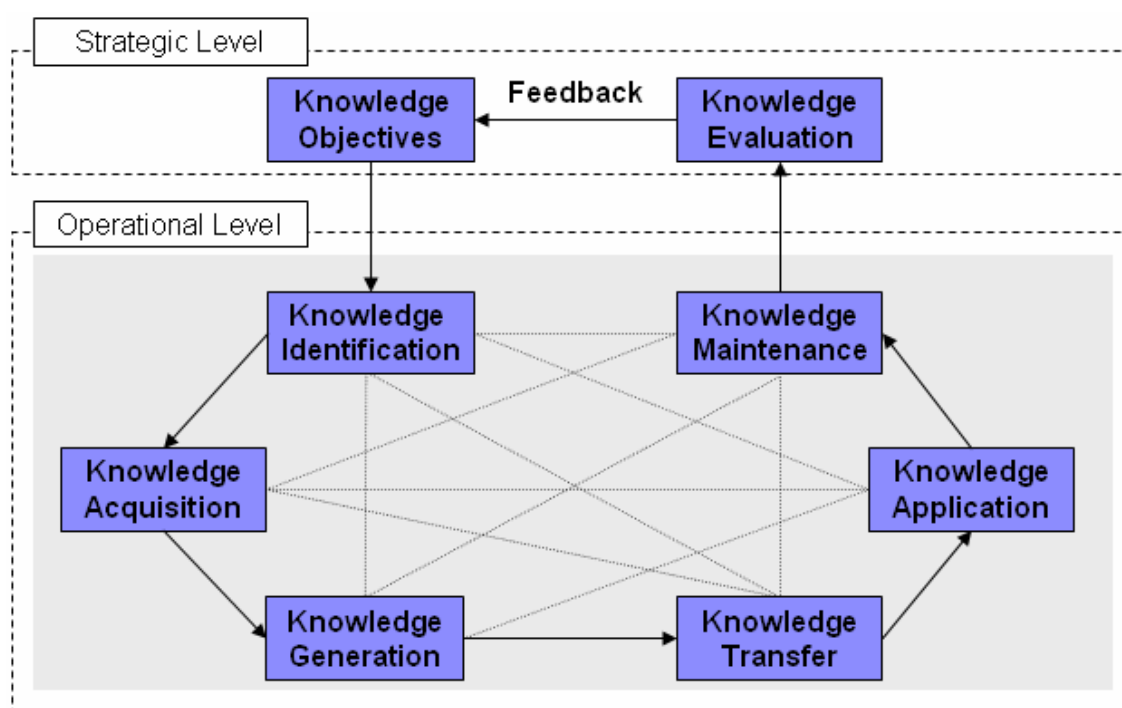 Strategic Level
Knowledge
Objectives
Feedback
Knowledge
Evaluation
Operational Level
Knowledge
Identification
Knowledge
Maintenance
Knowledge
Acquisition
Knowledge
Application
Knowledge
Generation
Knowledge
Transfer